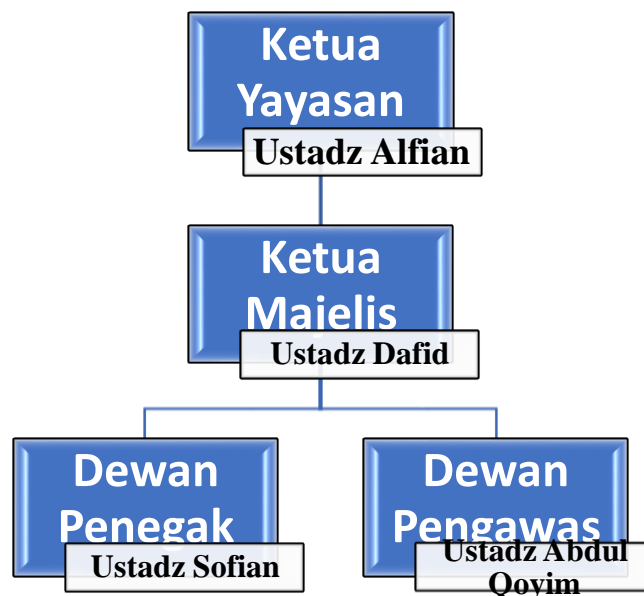 Ketua
Yayasan
Ustadz Alfian
Ketua
Majelis
Ustadz Dafid
Dewan
Penegak
Ustadz Sofian
Dewan
Pengawas
Ustadz Abdul
Qoyim